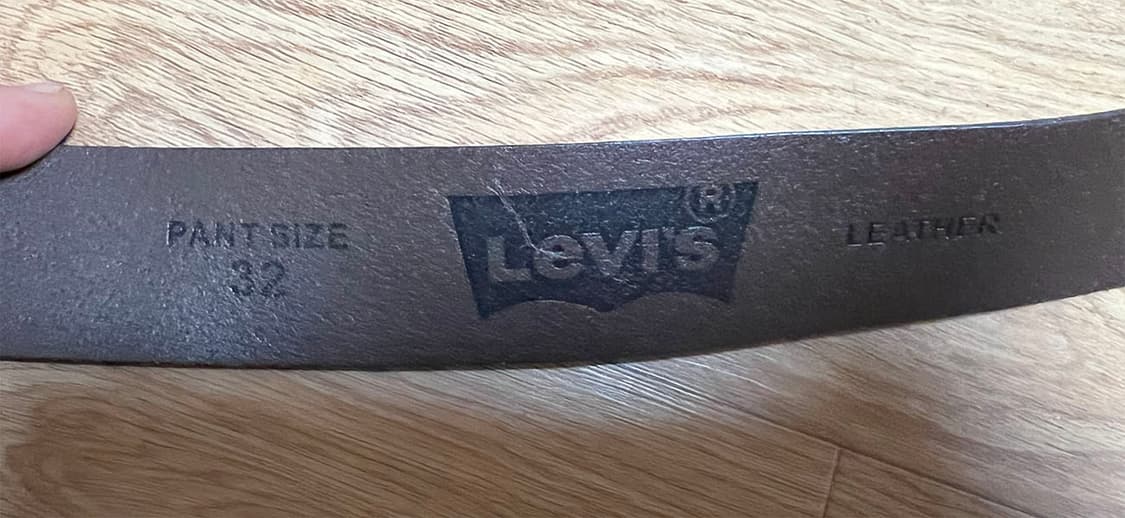 PANT SIZE
32
Levi's®
LEATHER